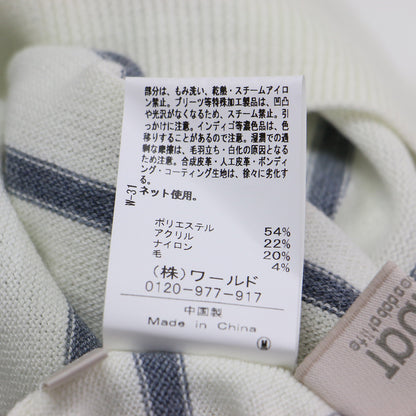 部分は、もみ洗い、乾熱・スチームアイロ
ン禁止。プリーツ等特殊加工製品は、凹凸
や光沢がなくなるため、スチーム禁止。引
っかけに注意。インディゴ等濃色品は、色
移りすることがあるので注意。湿潤での過
剰な摩擦は、毛羽立ち・白化の原因となる
ため注意。合成皮革・人工皮革・ボンディ
ング・コーティング生地は、徐々に劣化す
る。
ネット使用。
W-31
ポリエステル 54%
アクリル 22%
ナイロン 20%
毛 4%
(株)ワールド
0120-977-917
中国製
Made in China
M